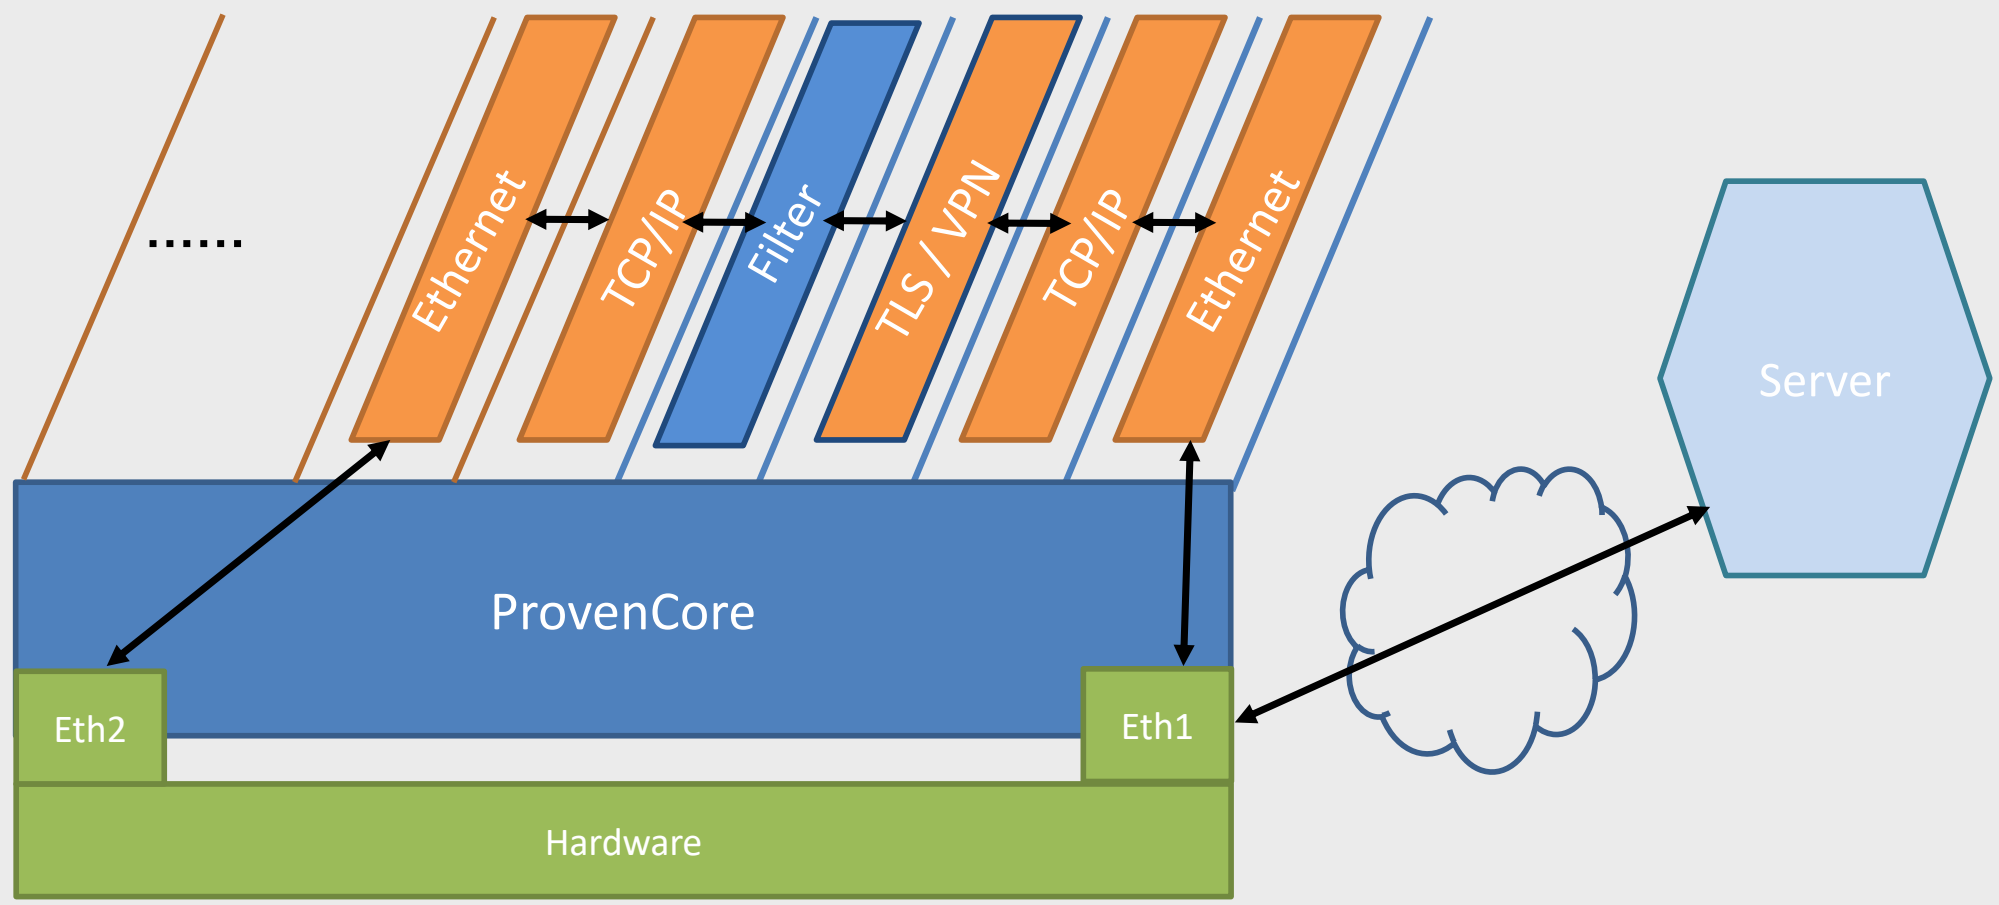 ......
Ethernet
TCP/IP
Filter
TLS / VPN
TCP/IP
Ethernet
Server
ProvenCore
Eth2
Eth1
Hardware